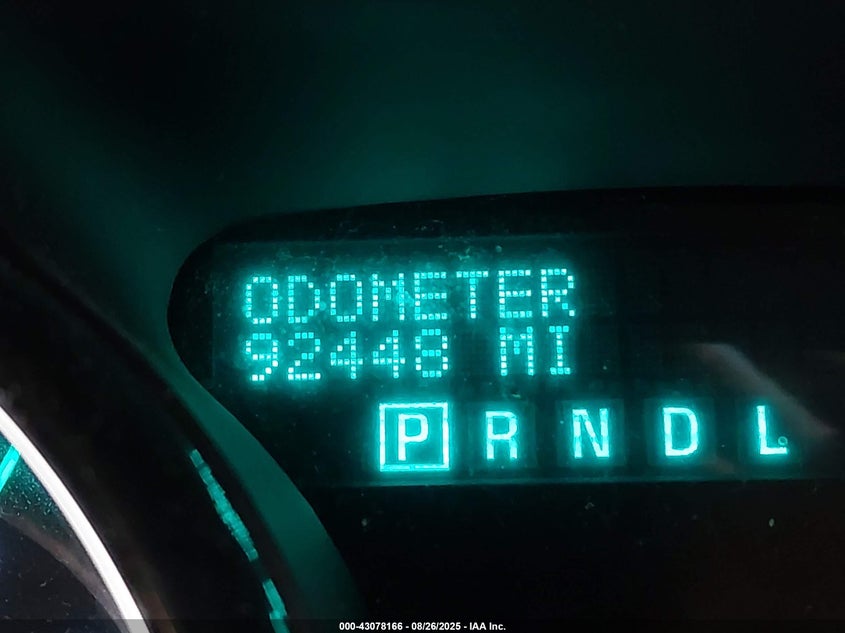 ODOMETER
92448 MI
P R N D L
000-43078166 - 08/26/2025 - IAA Inc.